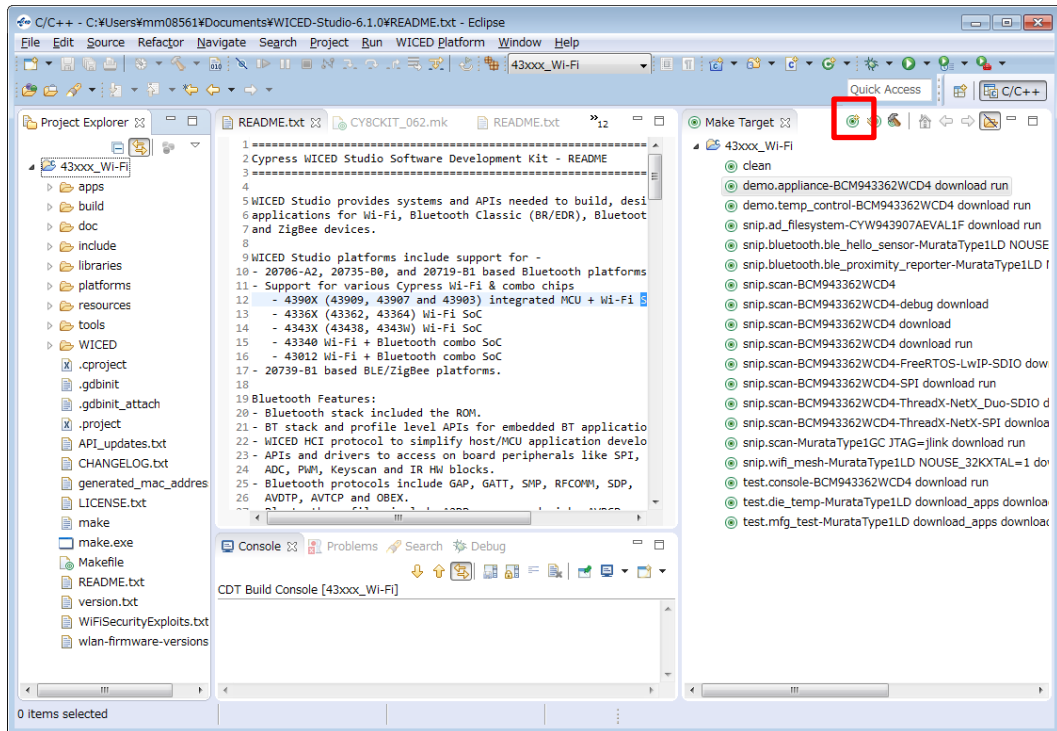 C/C++ - C:¥Users¥mm08561¥Documents¥WICED-Studio-6.1.0¥README.txt - Eclipse
File Edit Source Refactor Navigate Search Project Run WICED Platform Window Help
010 43xxx_Wi-Fi
Quick Access C/C++
Project Explorer
43xxx_Wi-Fi
apps
build
doc
include
libraries
platforms
resources
tools
WICED
.cproject
.gdbinit
.gdbinit_attach
.project
API_updates.txt
CHANGELOG.txt
generated_mac_addres
LICENSE.txt
make
make.exe
Makefile
README.txt
version.txt
WiFiSecurityExploits.txt
wlan-firmware-versions
README.txt CY8CKIT_062.mk README.txt »12
1 ====================================================
2 Cypress WICED Studio Software Development Kit - README
3 ====================================================
4
5 WICED Studio provides systems and APIs needed to build, desi
6 applications for Wi-Fi, Bluetooth Classic (BR/EDR), Bluetoot
7 and ZigBee devices.
8
9 WICED Studio platforms include support for -
10 - 20706-A2, 20735-B0, and 20719-B1 based Bluetooth platforms
11 - Support for various Cypress Wi-Fi & combo chips
12 - 4390X (43909, 43907 and 43903) integrated MCU + Wi-Fi S
13 - 4336X (43362, 43364) Wi-Fi SoC
14 - 4343X (43438, 4343W) Wi-Fi SoC
15 - 43340 Wi-Fi + Bluetooth combo SoC
16 - 43012 Wi-Fi + Bluetooth combo SoC
17 - 20739-B1 based BLE/ZigBee platforms.
18
19 Bluetooth Features:
20 - Bluetooth stack included the ROM.
21 - BT stack and profile level APIs for embedded BT applicatio
22 - WICED HCI protocol to simplify host/MCU application develo
23 - APIs and drivers to access on board peripherals like SPI,
24 ADC, PWM, Keyscan and IR HW blocks.
25 - Bluetooth protocols include GAP, GATT, SMP, RFCOMM, SDP,
26 AVDTP, AVCTP and OBEX.
Console Problems Search Debug
CDT Build Console [43xxx_Wi-Fi]
Make Target
43xxx_Wi-Fi
clean
demo.appliance-BCM943362WCD4 download run
demo.temp_control-BCM943362WCD4 download run
snip.ad_filesystem-CYW943907AEVAL1F download run
snip.bluetooth.ble_hello_sensor-MurataType1LD NOUSE
snip.bluetooth.ble_proximity_reporter-MurataType1LD
snip.scan-BCM943362WCD4
snip.scan-BCM943362WCD4-debug download
snip.scan-BCM943362WCD4 download
snip.scan-BCM943362WCD4 download run
snip.scan-BCM943362WCD4-FreeRTOS-LwIP-SDIO dow
snip.scan-BCM943362WCD4-SPI download run
snip.scan-BCM943362WCD4-ThreadX-NetX_Duo-SDIO d
snip.scan-BCM943362WCD4-ThreadX-NetX-SPI downloa
snip.scan-MurataType1GC JTAG=jlink download run
snip.wifi_mesh-MurataType1LD NOUSE_32KXTAL=1 do
test.console-BCM943362WCD4 download run
test.die_temp-MurataType1LD download_apps downloa
test.mfg_test-MurataType1LD download_apps downloa
0 items selected